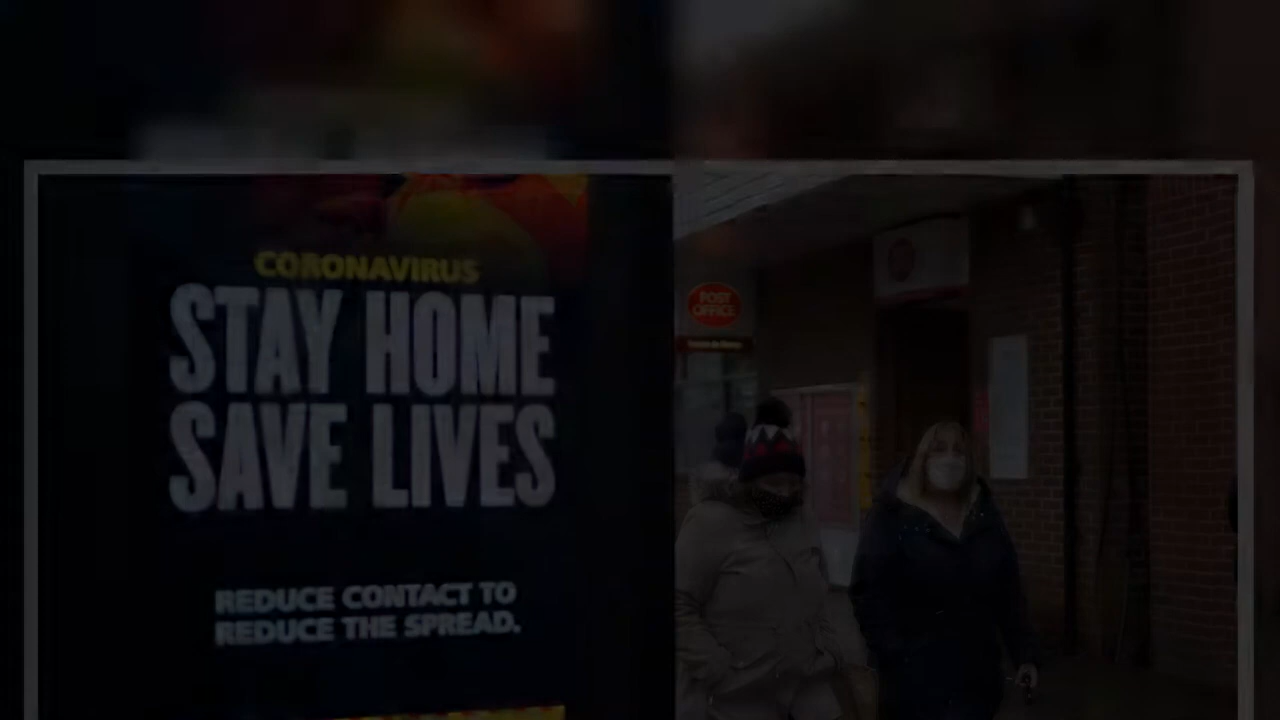 CORONAVIRUS
STAY HOME
SAVE LIVES
REDUCE CONTACT TO
REDUCE THE SPREAD.
POST
OFFICE